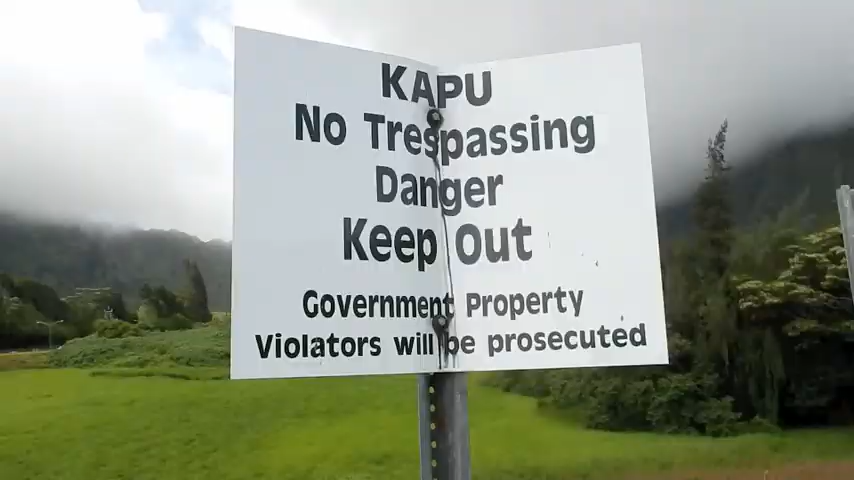 KAPU
No Trespassing
Danger
Keep Out
Government Property
Violators will be prosecuted